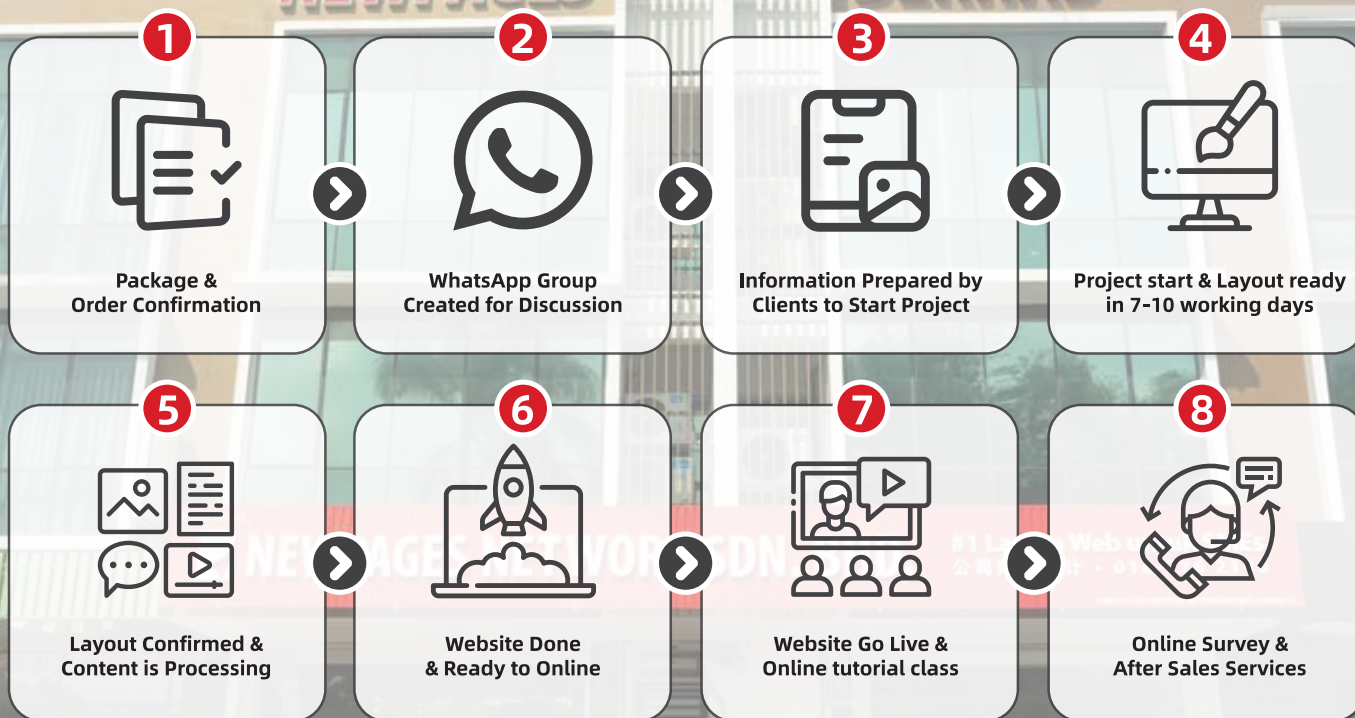 1
2
3
4
Package &
Order Confirmation
WhatsApp Group
Created for Discussion
Information Prepared by
Clients to Start Project
Project start & Layout ready
in 7-10 working days
5
6
7
8
Layout Confirmed &
Content is Processing
Website Done
& Ready to Online
Website Go Live &
Online tutorial class
Online Survey &
After Sales Services